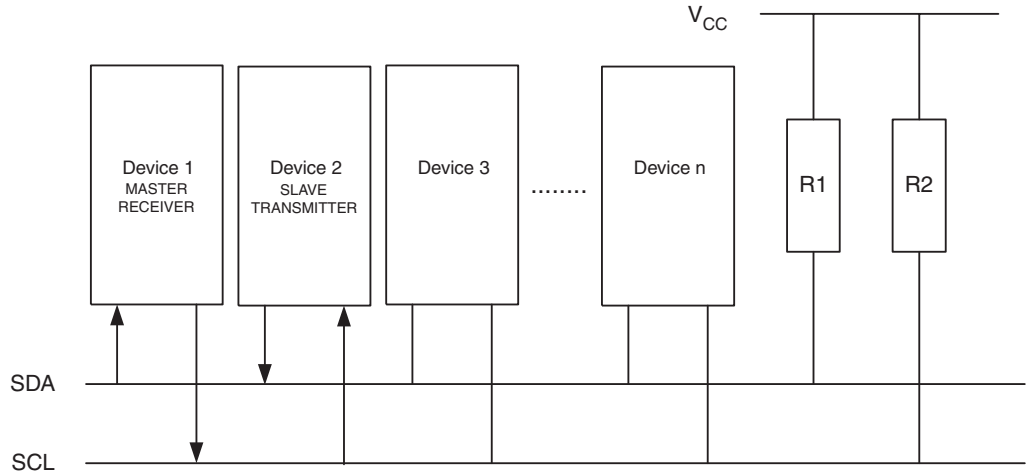 VCC
Device 1
MASTER
RECEIVER
Device 2
SLAVE
TRANSMITTER
Device 3
........
Device n
R1
R2
SDA
SCL